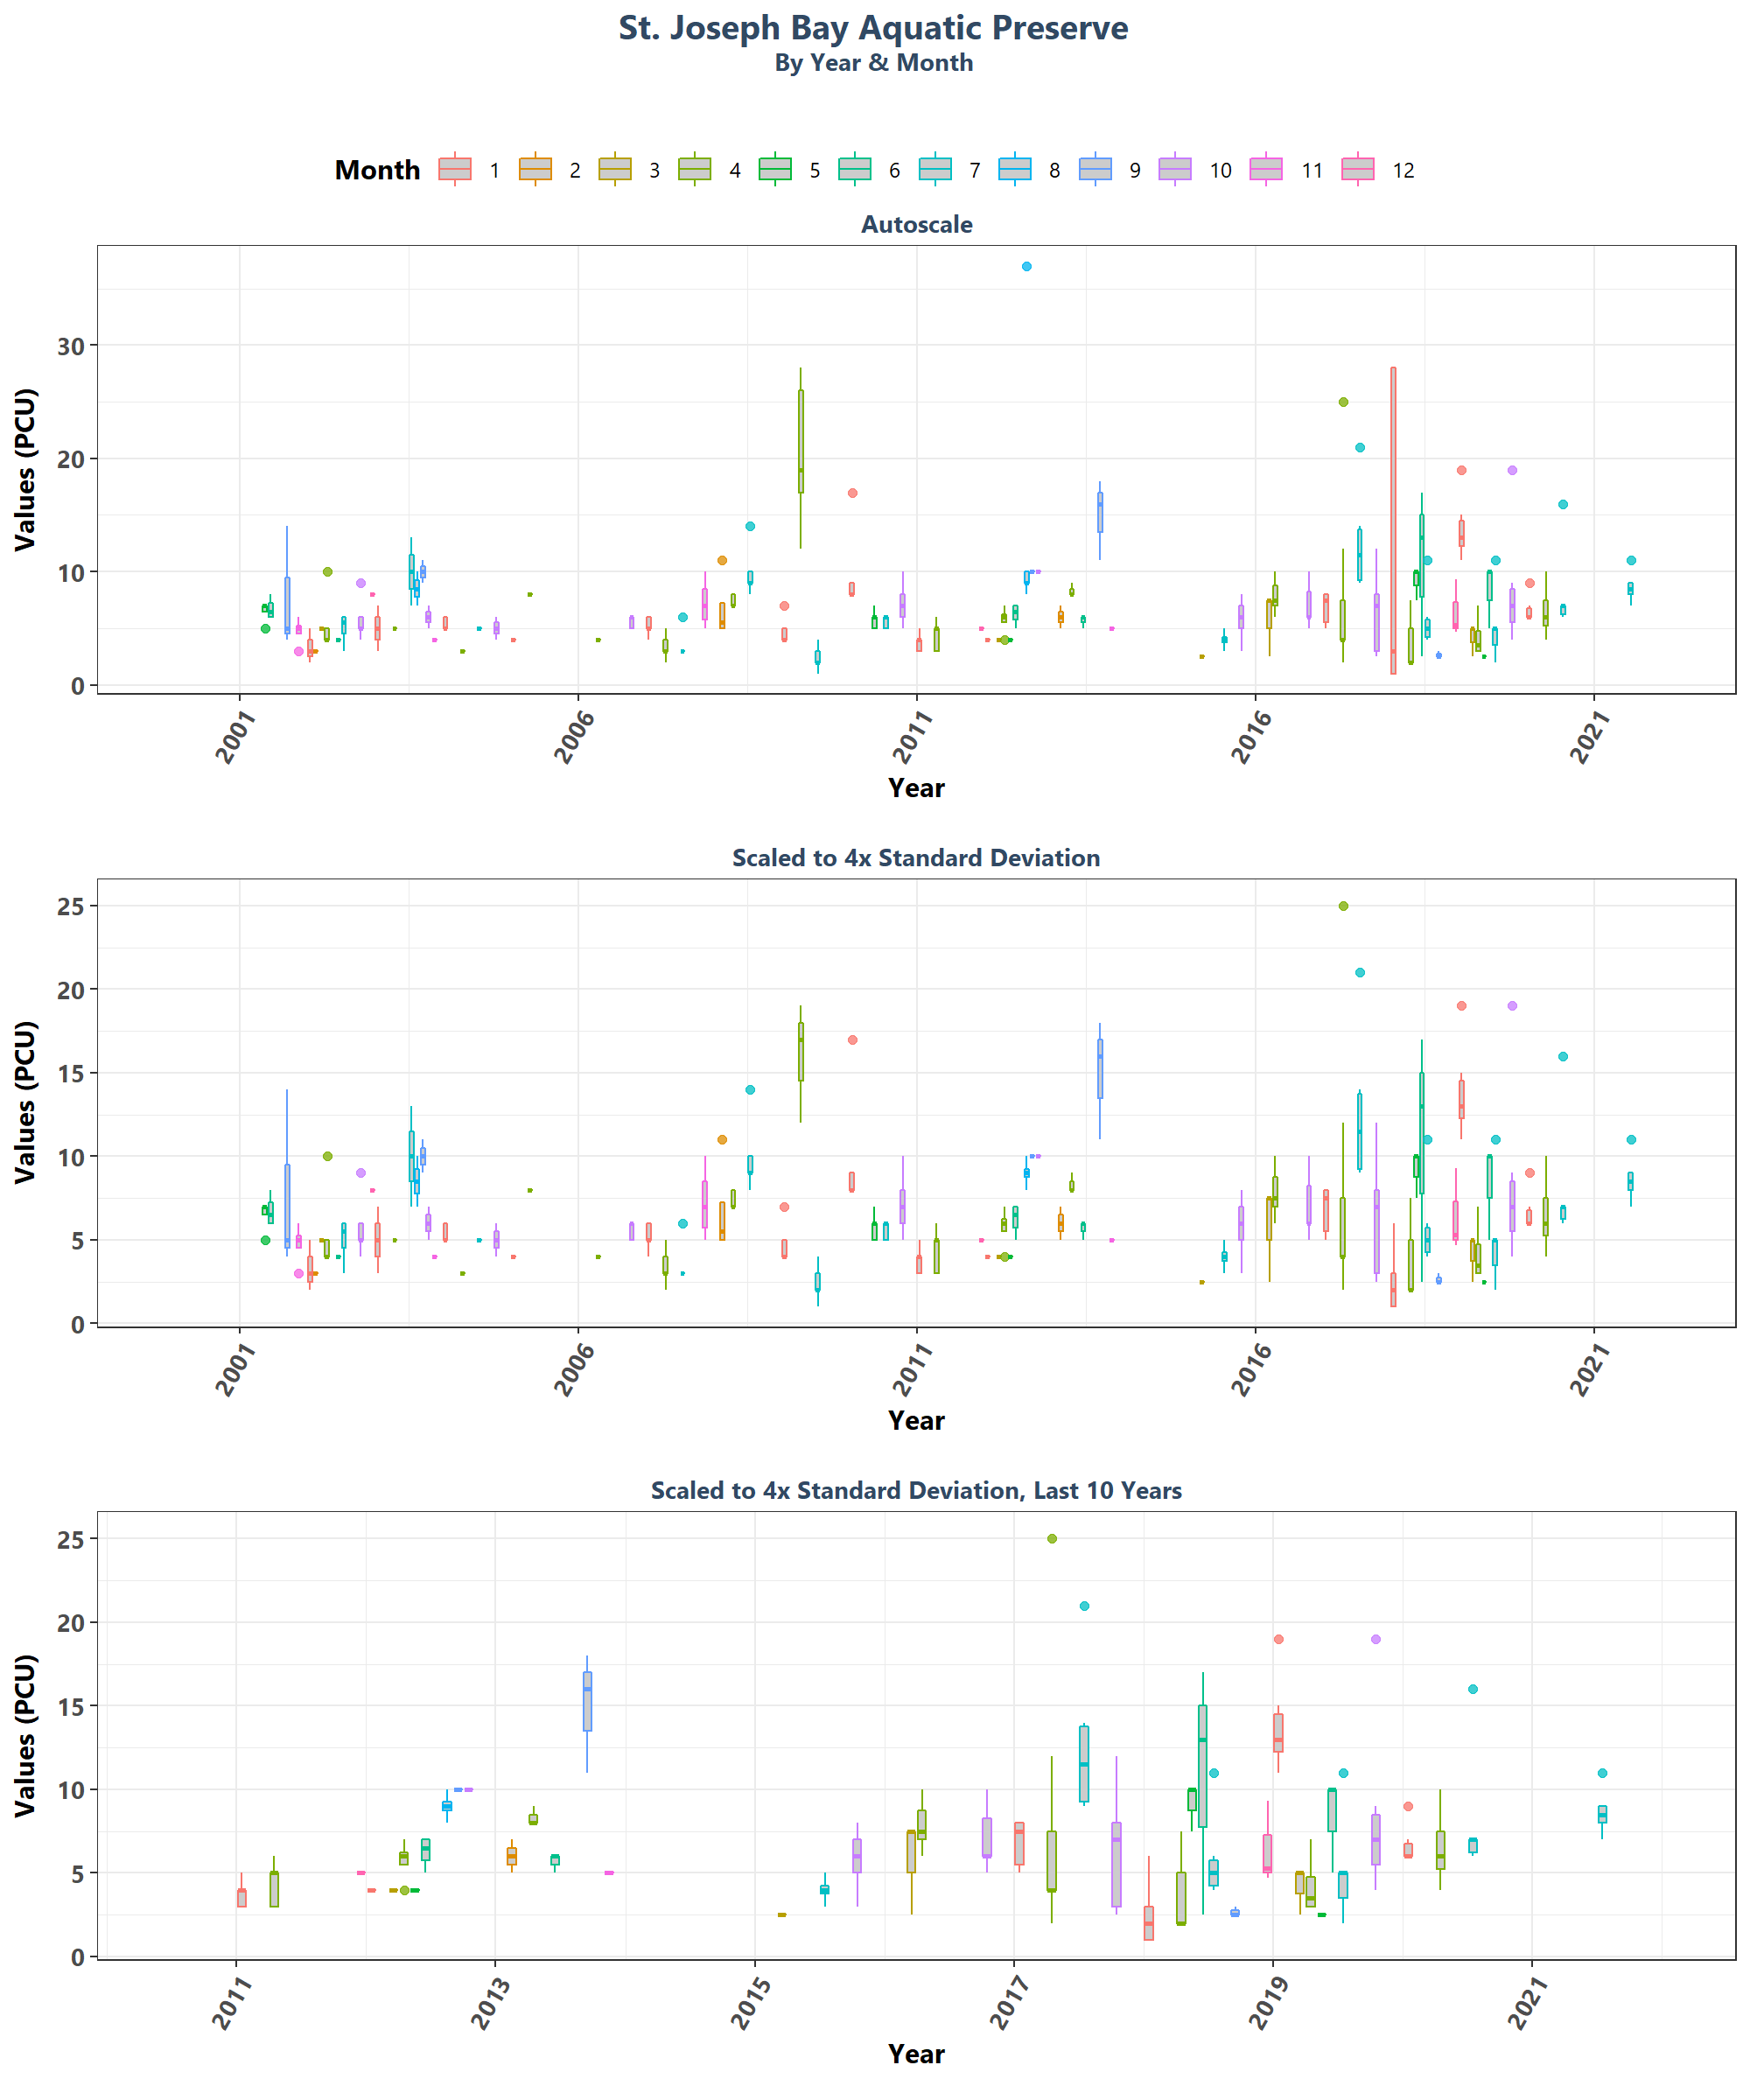 St. Joseph Bay Aquatic Preserve
By Year & Month
Month 1 2 3 4 5 6 7 8 9 10 11 12
Autoscale
Values (PCU)
30
20
10
0
2001 2006 2011 2016 2021
Year
Scaled to 4x Standard Deviation
Values (PCU)
25
20
15
10
5
0
2001 2006 2011 2016 2021
Year
Scaled to 4x Standard Deviation, Last 10 Years
Values (PCU)
25
20
15
10
5
0
2011 2013 2015 2017 2019 2021
Year